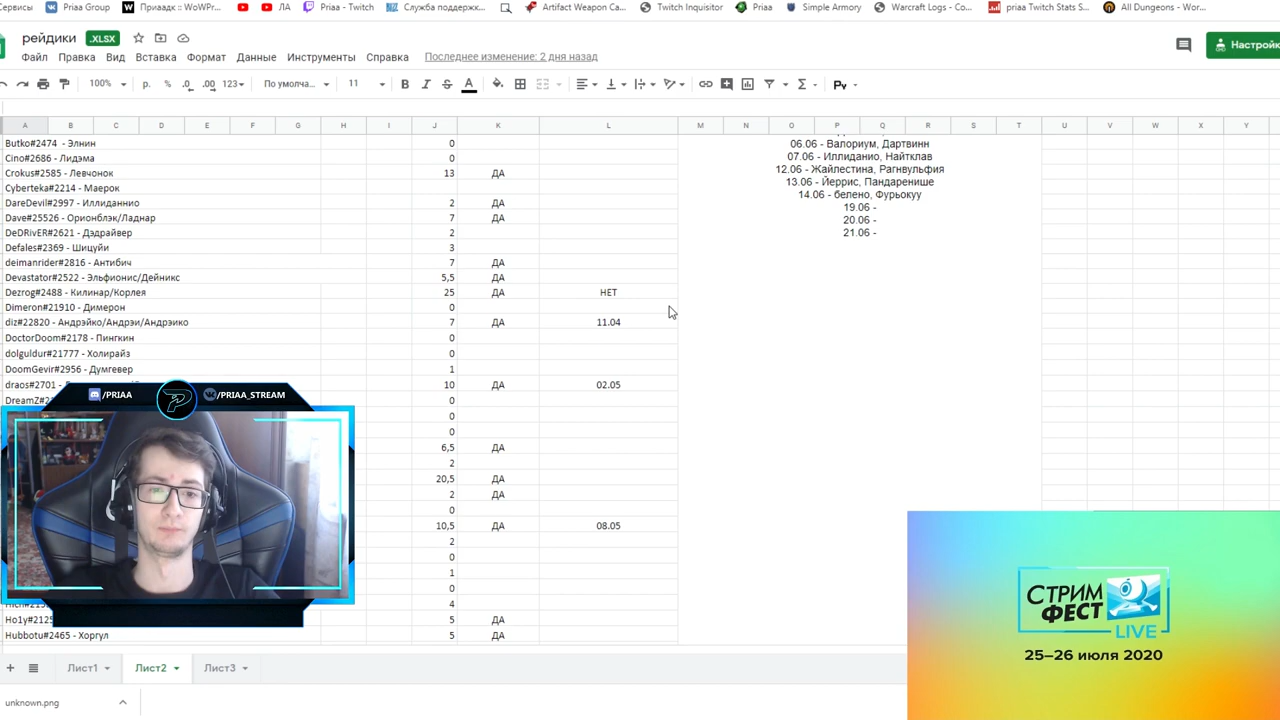 Сервисы Priaa Group Приаадк :: WoWPr... ЛА Priaa - Twitch Служба поддержк... Artifact Weapon Ca... Twitch Inquisitor Priaa Simple Armory Warcraft Logs - Co... priaa Twitch Stats S... All Dungeons - Wor...
рейдики .XLSX
Файл Правка Вид Вставка Формат Данные Инструменты Справка Последнее изменение: 2 дня назад Настройк
100% р. % .0 .00 123 По умолча... 11 B I S A Σ Ру
A B C D E F G H I J K L M N O P Q R S T U V W X Y
Butko#2474 - Элнин 0 06.06 - Валориум, Дартвинн
Cino#2686 - Лидэма 0 07.06 - Иллиданио, Найтклав
Crokus#2585 - Левчонок 13 ДА 12.06 - Жайлестина, Рагнвульфия
Cyberteka#2214 - Маерок 13.06 - Йеррис, Пандаренише
DareDevil#2997 - Иллиданнио 2 ДА 14.06 - белено, Фурьокуу
19.06 -
Dave#25526 - Орионблэк/Ладнар 7 ДА 20.06 -
DeDRivER#2621 - Дэдрайвер 2 21.06 -
Defales#2369 - Шицуйи 3
deimanrider#2816 - Антибич 7 ДА
Devastator#2522 - Эльфионис/Дейникс 5,5 ДА
Dezrog#2488 - Килинар/Корлея 25 ДА НЕТ
Dimeron#21910 - Димерон 0
diz#22820 - Андрэйко/Андрэи/Андрэико 7 ДА 11.04
DoctorDoom#2178 - Пингкин 0
dolguldur#21777 - Холирайз 0
DoomGevir#2956 - Думгевер 1
draos#2701 - 10 ДА 02.05
/PRIAA P /PRIAA_STREAM
DreamZ#2 0
0
0
6,5 ДА
2
20,5 ДА
2 ДА
0
10,5 ДА 08.05
2
0
1
0
4
Ho1y#2125 5 ДА
Hubbotu#2465 - Хоргул 5 ДА
СТРИМ
ФЕСТ
LIVE
25–26 июля 2020
Лист1 Лист2 Лист3
unknown.png